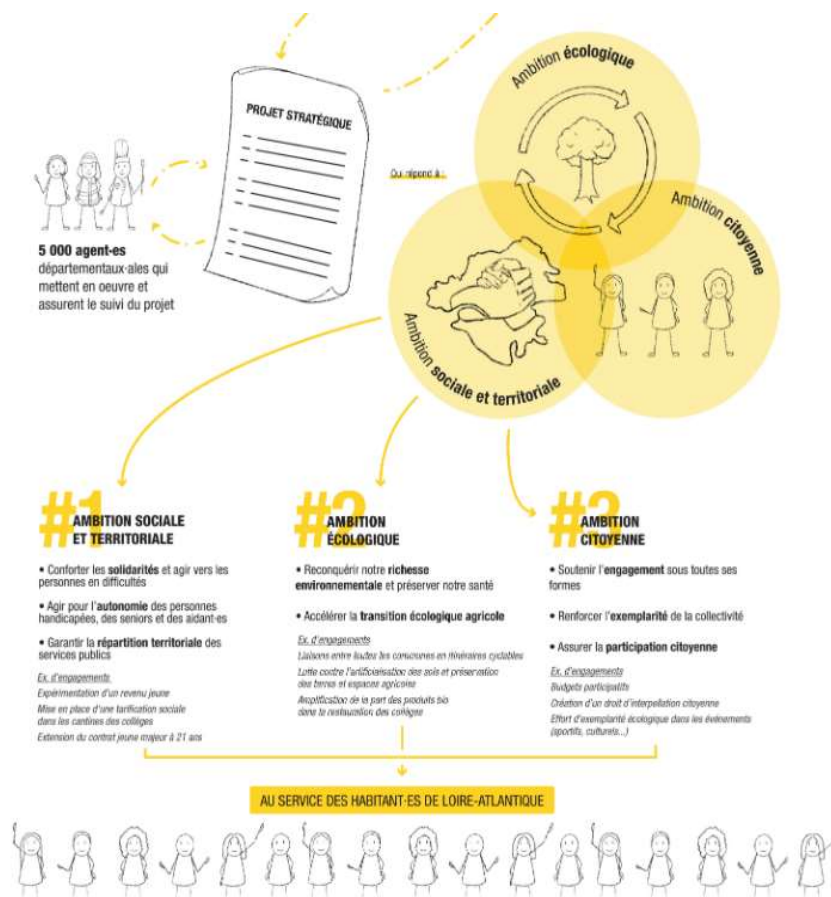 PROJET STRATÉGIQUE
5 000 agent·es
départementaux·ales qui
mettent en oeuvre et
assurent le suivi du projet
Qui répond à :
Ambition écologique
Ambition citoyenne
Ambition sociale et territoriale
#1
AMBITION SOCIALE
ET TERRITORIALE
• Conforter les solidarités et agir vers les
personnes en difficultés
• Agir pour l'autonomie des personnes
handicapées, des seniors et des aidant·es
• Garantir la répartition territoriale des
services publics
Ex. d'engagements
Expérimentation d'un revenu jeune
Mise en place d'une tarification sociale
dans les cantines des collèges
Extension du contrat jeune majeur à 21 ans
#2
AMBITION
ÉCOLOGIQUE
• Reconquérir notre richesse
environnementale et préserver notre santé
• Accélérer la transition écologique agricole
Ex. d'engagements
Liaisons entre toutes les communes en itinéraires cyclables
Lutte contre l'artificialisation des sols et préservation
des terres et espaces agricoles
Amplification de la part des produits bio
dans la restauration des collèges
#3
AMBITION
CITOYENNE
• Soutenir l'engagement sous toutes ses
formes
• Renforcer l'exemplarité de la collectivité
• Assurer la participation citoyenne
Ex. d'engagements
Budgets participatifs
Création d'un droit d'interpellation citoyenne
Effort d'exemplarité écologique dans les événements
(sportifs, culturels...)
AU SERVICE DES HABITANT·ES DE LOIRE-ATLANTIQUE